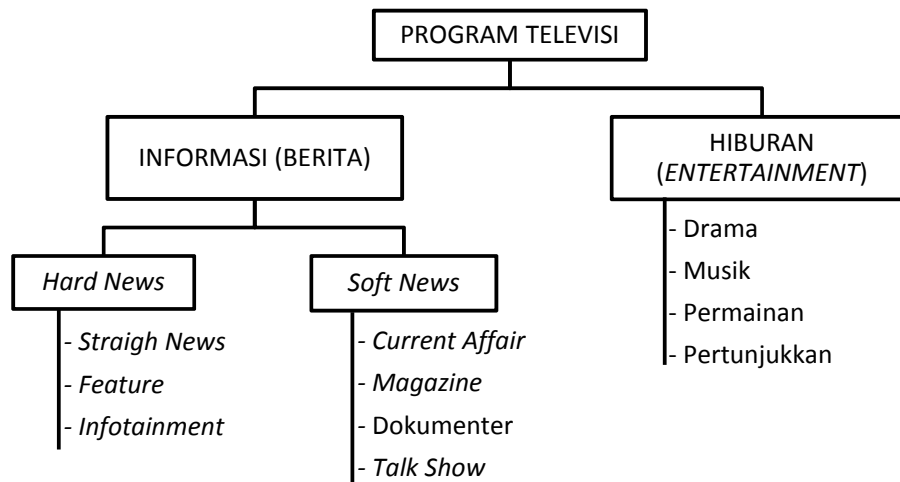 PROGRAM TELEVISI
INFORMASI (BERITA)
HIBURAN
(ENTERTAINMENT)
Hard News
- Straigh News
- Feature
- Infotainment
Soft News
- Current Affair
- Magazine
- Dokumenter
- Talk Show
- Drama
- Musik
- Permainan
- Pertunjukkan